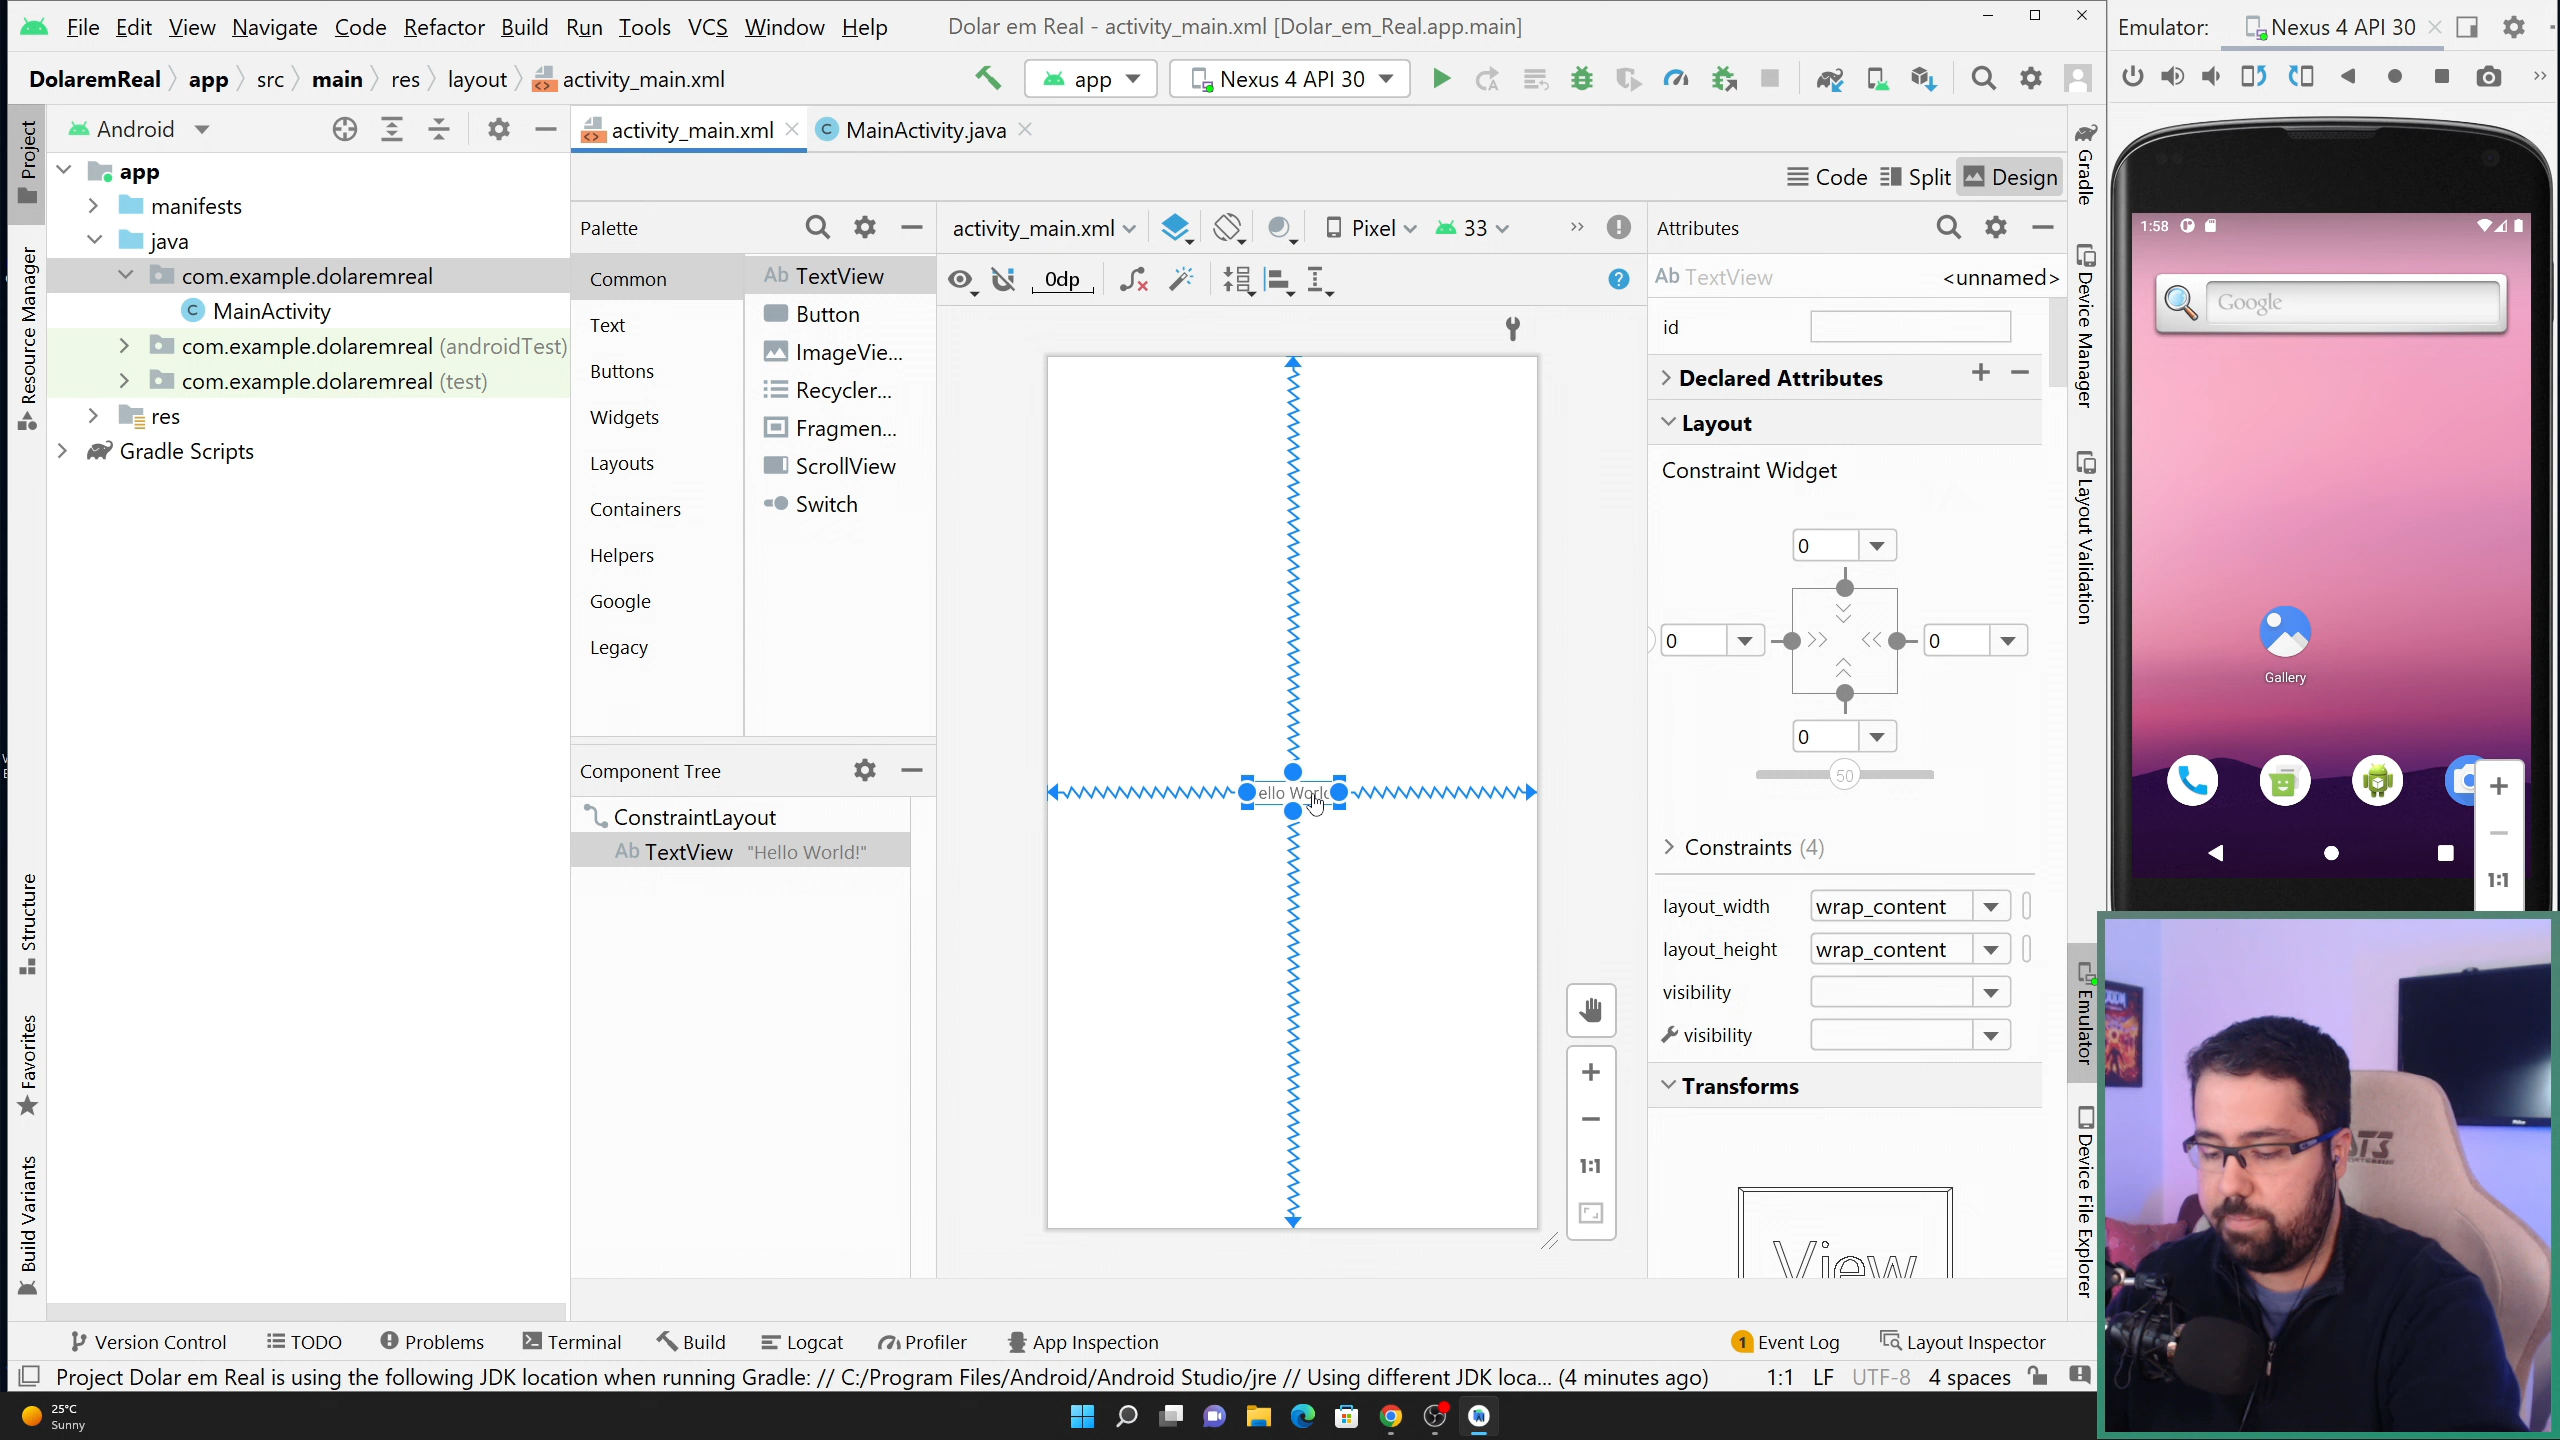 File Edit View Navigate Code Refactor Build Run Tools VCS Window Help
Dolar em Real - activity_main.xml [Dolar_em_Real.app.main]
Emulator: Nexus 4 API 30
DolaremReal app src main res layout activity_main.xml
app
Nexus 4 API 30
Project
Resource Manager
Structure
Favorites
Build Variants
Android
app
manifests
java
com.example.dolaremreal
MainActivity
com.example.dolaremreal (androidTest)
com.example.dolaremreal (test)
res
Gradle Scripts
activity_main.xml
MainActivity.java
Code Split Design
Palette
Common
Text
Buttons
Widgets
Layouts
Containers
Helpers
Google
Legacy
Ab TextView
Button
ImageVie...
Recycler...
Fragmen...
ScrollView
Switch
Component Tree
ConstraintLayout
Ab TextView "Hello World!"
activity_main.xml
Pixel
33
0dp
ello Worl
1:1
Attributes
Ab TextView <unnamed>
id
Declared Attributes
Layout
Constraint Widget
0
0
0
0
50
Constraints (4)
layout_width wrap_content
layout_height wrap_content
visibility
visibility
Transforms
View
Gradle
Device Manager
Layout Validation
Emulator
Device File Explorer
1:58
Google
Gallery
1:1
Version Control TODO Problems Terminal Build Logcat Profiler App Inspection
1 Event Log Layout Inspector
Project Dolar em Real is using the following JDK location when running Gradle: // C:/Program Files/Android/Android Studio/jre // Using different JDK loca... (4 minutes ago)
1:1 LF UTF-8 4 spaces
25°C
Sunny